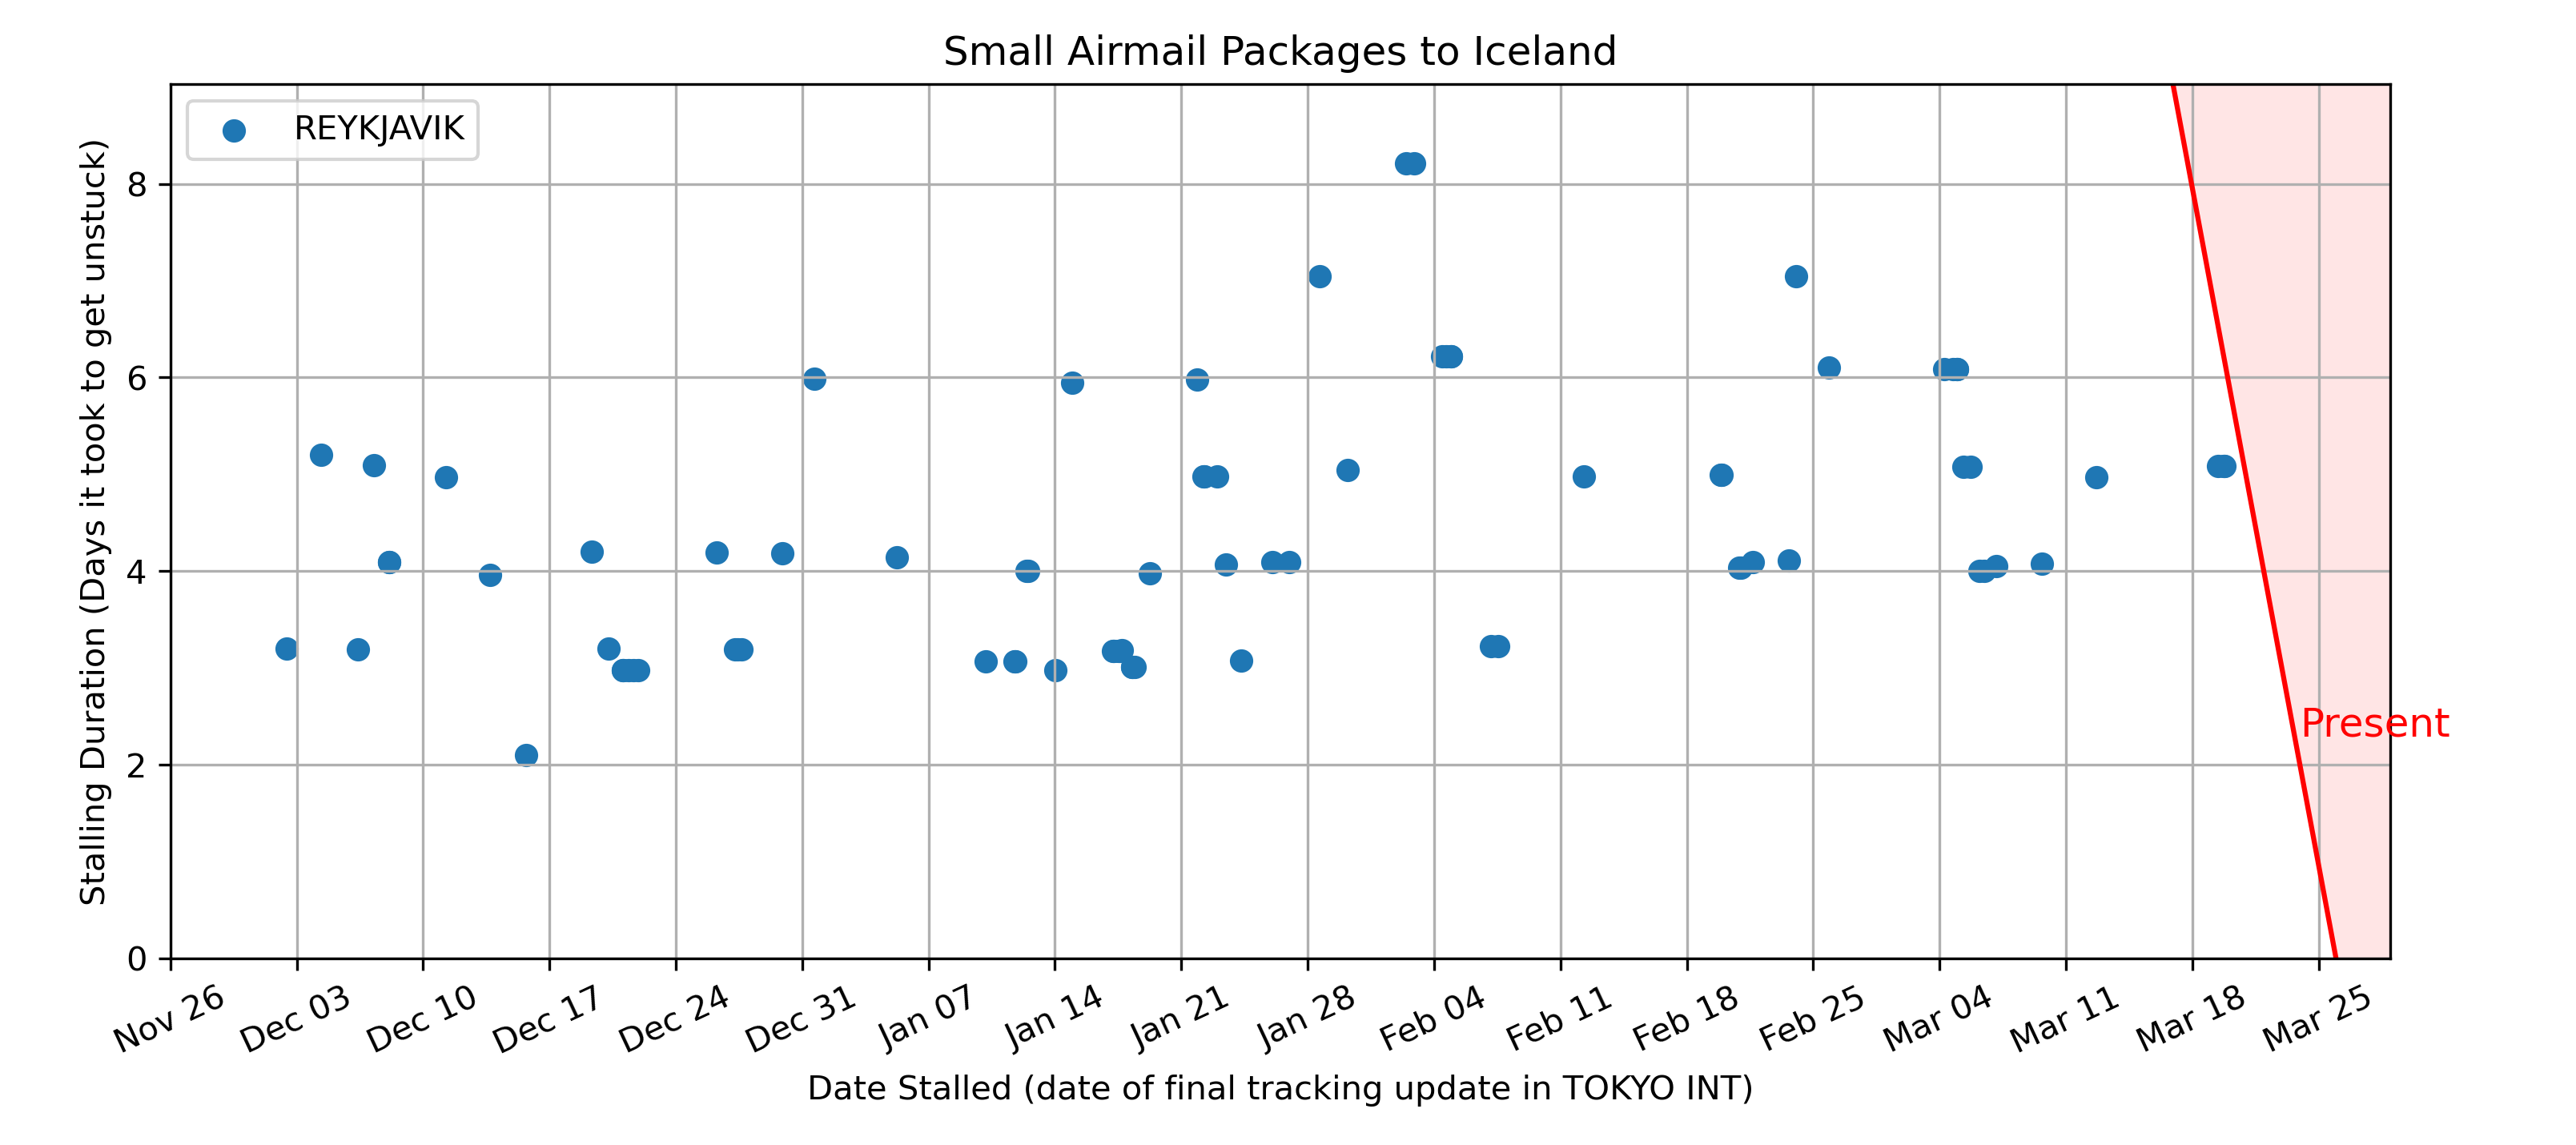 Small Airmail Packages to Iceland
REYKJAVIK
Stalling Duration (Days it took to get unstuck)
8
6
4
2
0
Present
Nov 26 Dec 03 Dec 10 Dec 17 Dec 24 Dec 31 Jan 07 Jan 14 Jan 21 Jan 28 Feb 04 Feb 11 Feb 18 Feb 25 Mar 04 Mar 11 Mar 18 Mar 25
Date Stalled (date of final tracking update in TOKYO INT)